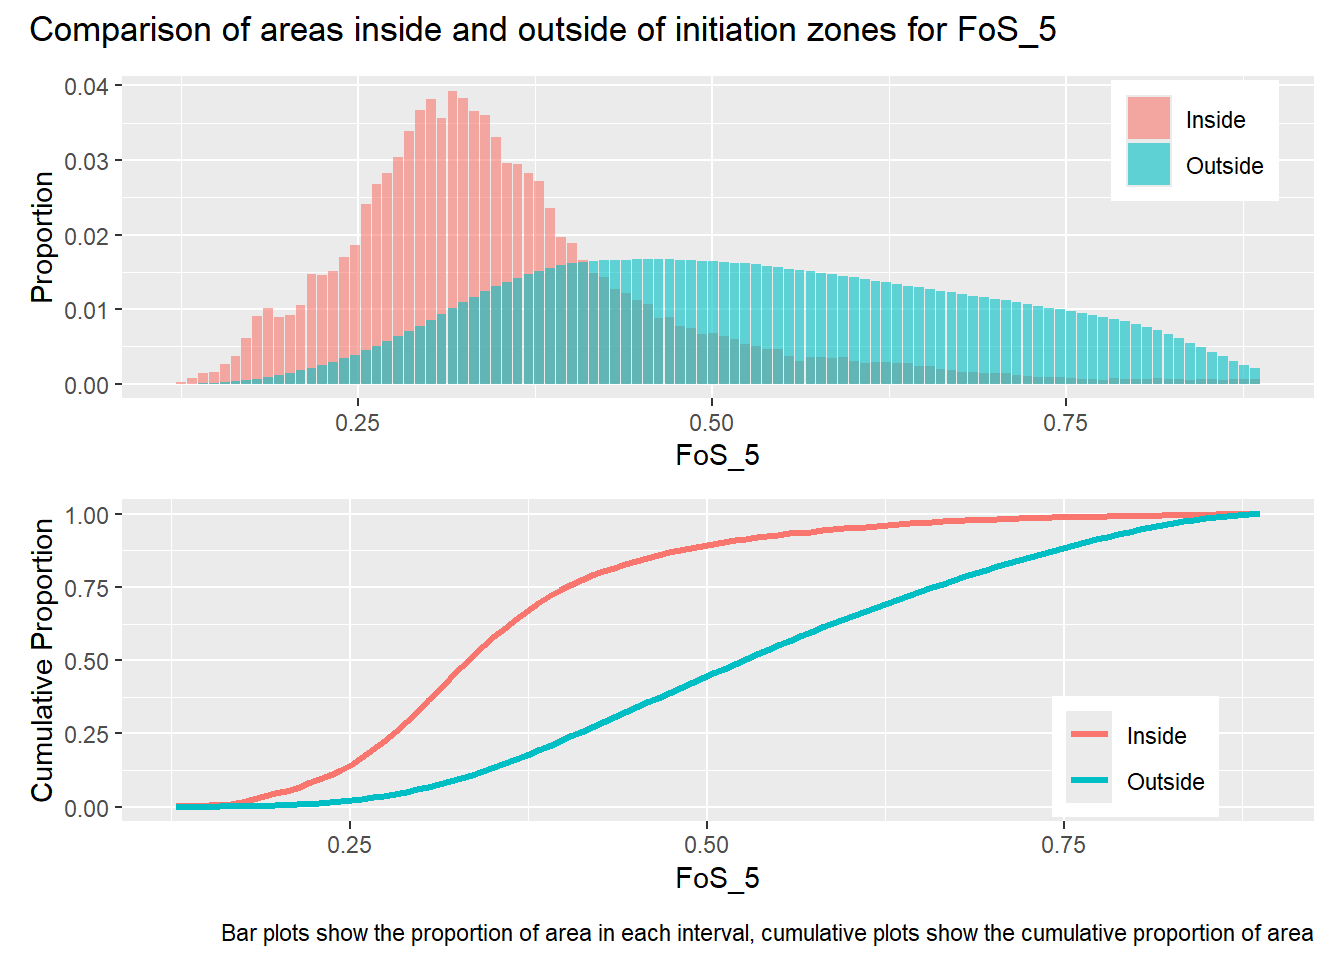 Comparison of areas inside and outside of initiation zones for FoS_5
0.04
0.03
0.02
0.01
0.00
Proportion
Inside
Outside
0.25 0.50 0.75
FoS_5
1.00
0.75
0.50
0.25
0.00
Cumulative Proportion
Inside
Outside
0.25 0.50 0.75
FoS_5
Bar plots show the proportion of area in each interval, cumulative plots show the cumulative proportion of area